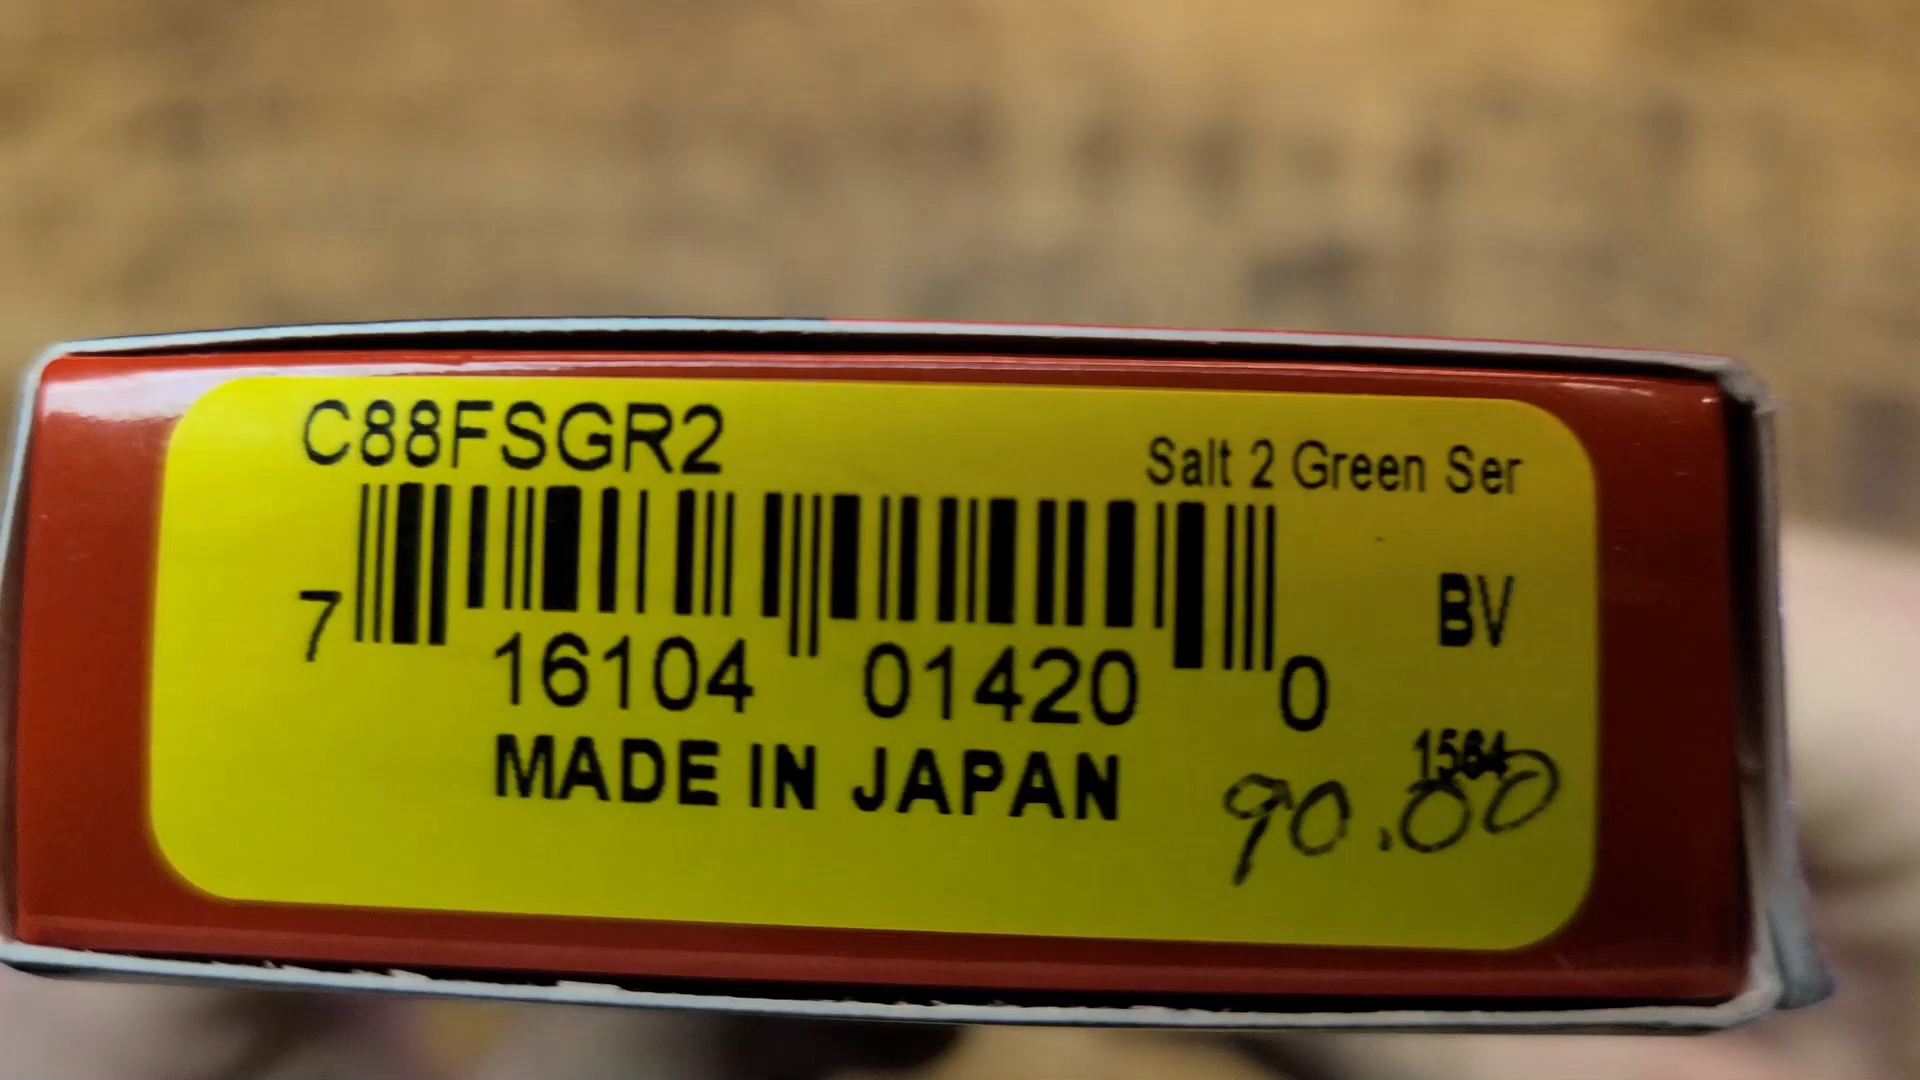 C88FSGR2
Salt 2 Green Ser
BV
7 16104 01420 0
MADE IN JAPAN
1564
90.00